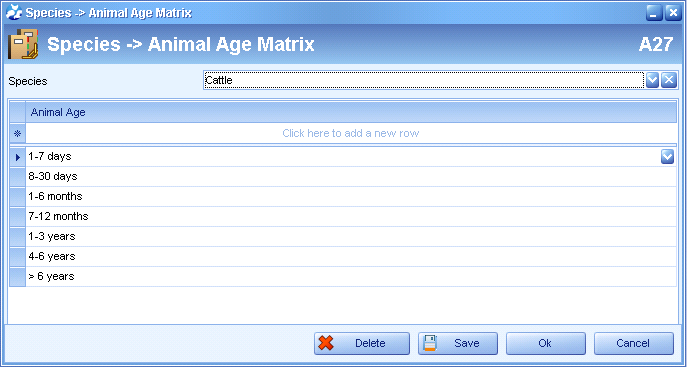 Species -> Animal Age Matrix
Species -> Animal Age Matrix A27
Species Cattle
Animal Age
Click here to add a new row
1-7 days
8-30 days
1-6 months
7-12 months
1-3 years
4-6 years
> 6 years
Delete Save Ok Cancel